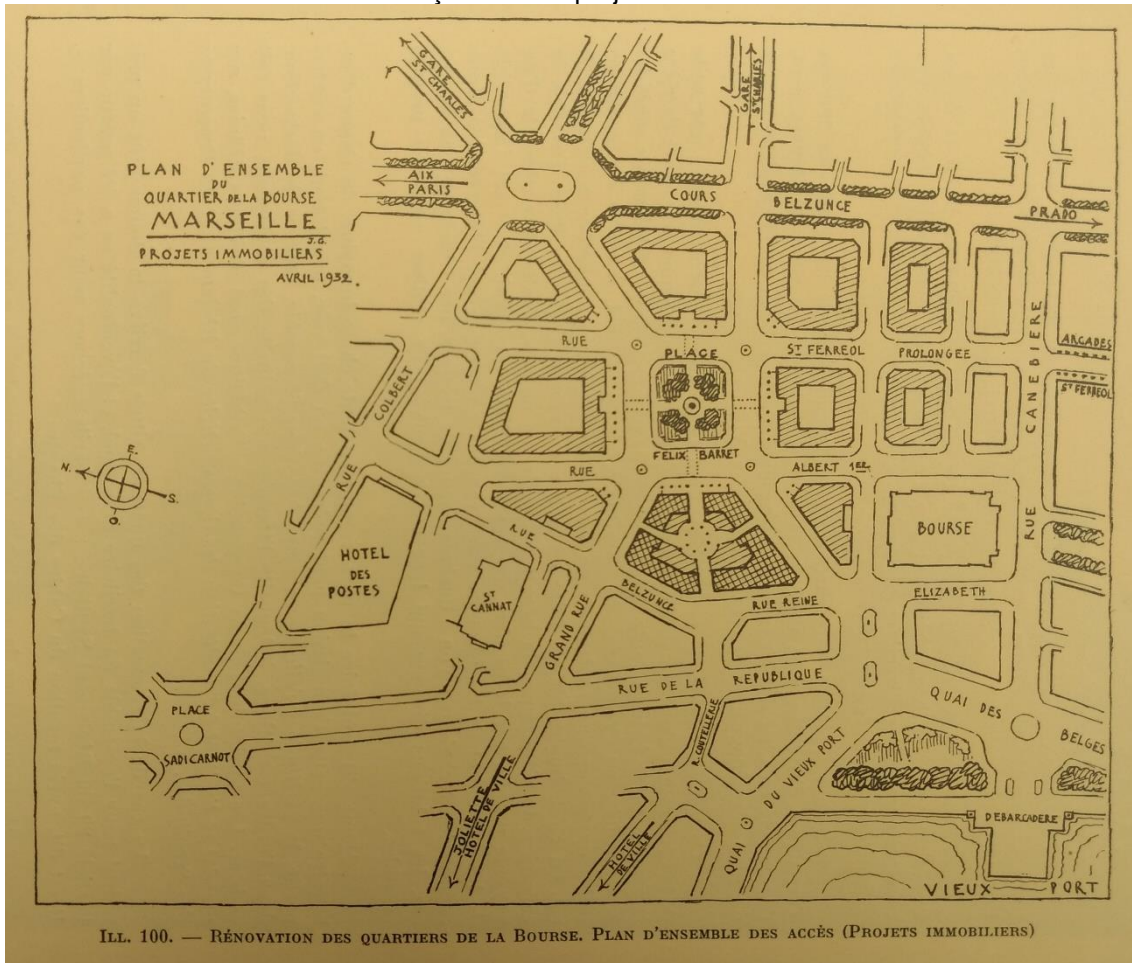 GARE
ST CHARLES
GARE
ST CHARLES
PLAN D'ENSEMBLE
DU
QUARTIER DE LA BOURSE
MARSEILLE
J.G.
PROJETS IMMOBILIERS
AVRIL 1932.
AIX
PARIS
COURS
BELZUNCE
PRADO
RUE
PLACE
ST FERREOL
PROLONGEE
ARCADES
ST FERREOL
RUE
CANEBIERE
RUE
COLBERT
FELIX BARRET
RUE
ALBERT 1ER
N.
E.
S.
O.
HOTEL
DES
POSTES
RUE
BELZUNCE
ST
CANNAT
BOURSE
GRAND RUE
RUE REINE
ELIZABETH
RUE DE LA
REPUBLIQUE
R. COUTELLERIE
PLACE
SADI CARNOT
QUAI DES
BELGES
QUAI
DU VIEUX PORT
JOLIETTE
HOTEL DE VILLE
HOTEL
DE VILLE
DEBARCADERE
VIEUX PORT
ILL. 100. — RÉNOVATION DES QUARTIERS DE LA BOURSE. PLAN D'ENSEMBLE DES ACCÈS (PROJETS IMMOBILIERS)